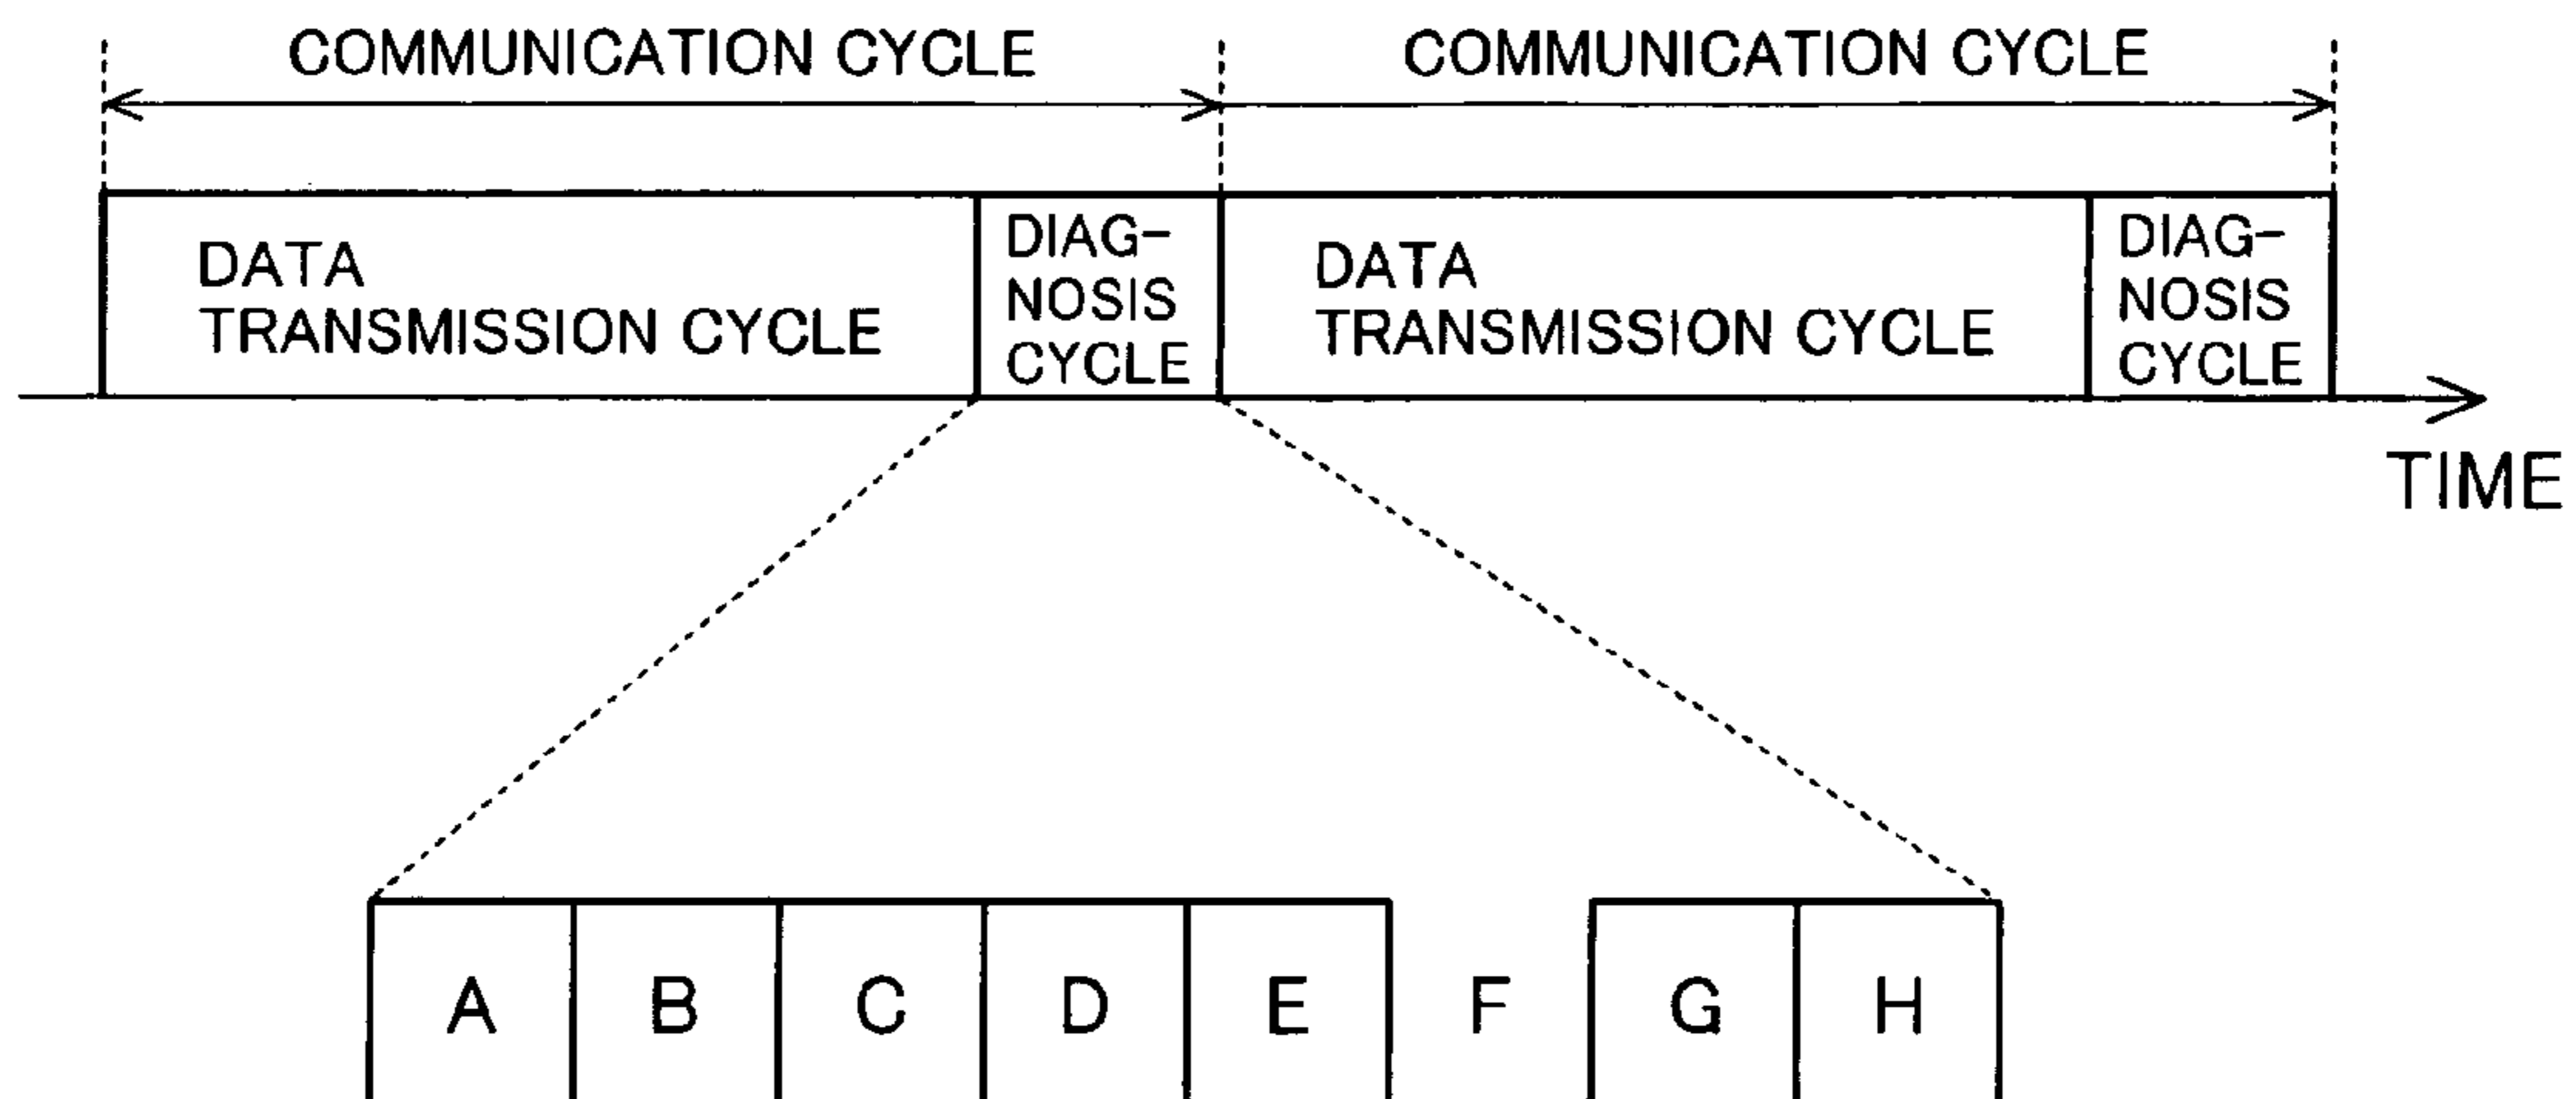 COMMUNICATION CYCLE COMMUNICATION CYCLE
DATA
TRANSMISSION CYCLE
DIAG-
NOSIS
CYCLE
DATA
TRANSMISSION CYCLE
DIAG-
NOSIS
CYCLE
TIME
A B C D E F G H